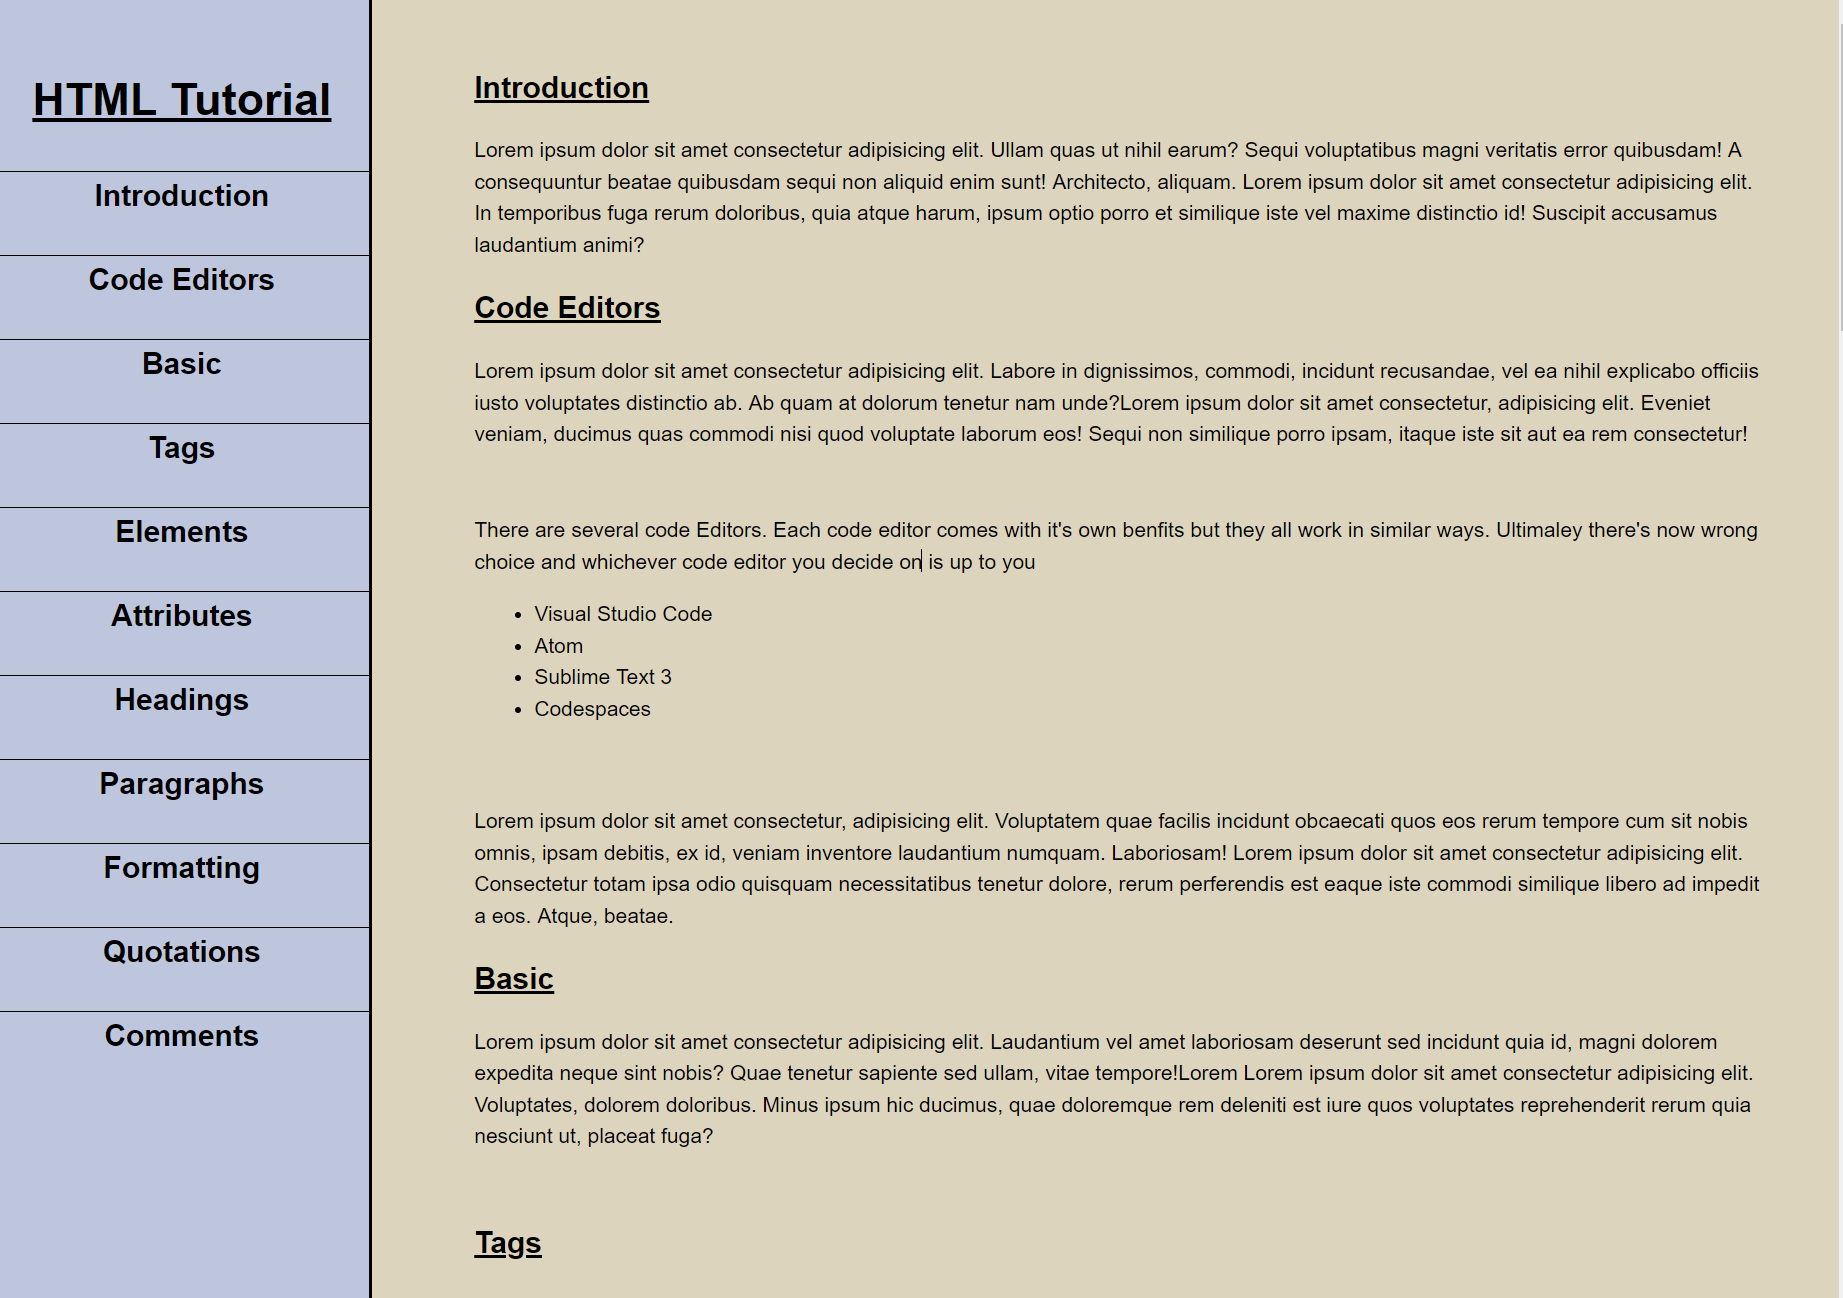 HTML Tutorial
Introduction
Code Editors
Basic
Tags
Elements
Attributes
Headings
Paragraphs
Formatting
Quotations
Comments
Introduction
Lorem ipsum dolor sit amet consectetur adipisicing elit. Ullam quas ut nihil earum? Sequi voluptatibus magni veritatis error quibusdam! A
consequuntur beatae quibusdam sequi non aliquid enim sunt! Architecto, aliquam. Lorem ipsum dolor sit amet consectetur adipisicing elit.
In temporibus fuga rerum doloribus, quia atque harum, ipsum optio porro et similique iste vel maxime distinctio id! Suscipit accusamus
laudantium animi?
Code Editors
Lorem ipsum dolor sit amet consectetur adipisicing elit. Labore in dignissimos, commodi, incidunt recusandae, vel ea nihil explicabo officiis
iusto voluptates distinctio ab. Ab quam at dolorum tenetur nam unde?Lorem ipsum dolor sit amet consectetur, adipisicing elit. Eveniet
veniam, ducimus quas commodi nisi quod voluptate laborum eos! Sequi non similique porro ipsam, itaque iste sit aut ea rem consectetur!
There are several code Editors. Each code editor comes with it's own benfits but they all work in similar ways. Ultimaley there's now wrong
choice and whichever code editor you decide on is up to you
• Visual Studio Code
• Atom
• Sublime Text 3
• Codespaces
Lorem ipsum dolor sit amet consectetur, adipisicing elit. Voluptatem quae facilis incidunt obcaecati quos eos rerum tempore cum sit nobis
omnis, ipsam debitis, ex id, veniam inventore laudantium numquam. Laboriosam! Lorem ipsum dolor sit amet consectetur adipisicing elit.
Consectetur totam ipsa odio quisquam necessitatibus tenetur dolore, rerum perferendis est eaque iste commodi similique libero ad impedit
a eos. Atque, beatae.
Basic
Lorem ipsum dolor sit amet consectetur adipisicing elit. Laudantium vel amet laboriosam deserunt sed incidunt quia id, magni dolorem
expedita neque sint nobis? Quae tenetur sapiente sed ullam, vitae tempore!Lorem Lorem ipsum dolor sit amet consectetur adipisicing elit.
Voluptates, dolorem doloribus. Minus ipsum hic ducimus, quae doloremque rem deleniti est iure quos voluptates reprehenderit rerum quia
nesciunt ut, placeat fuga?
Tags